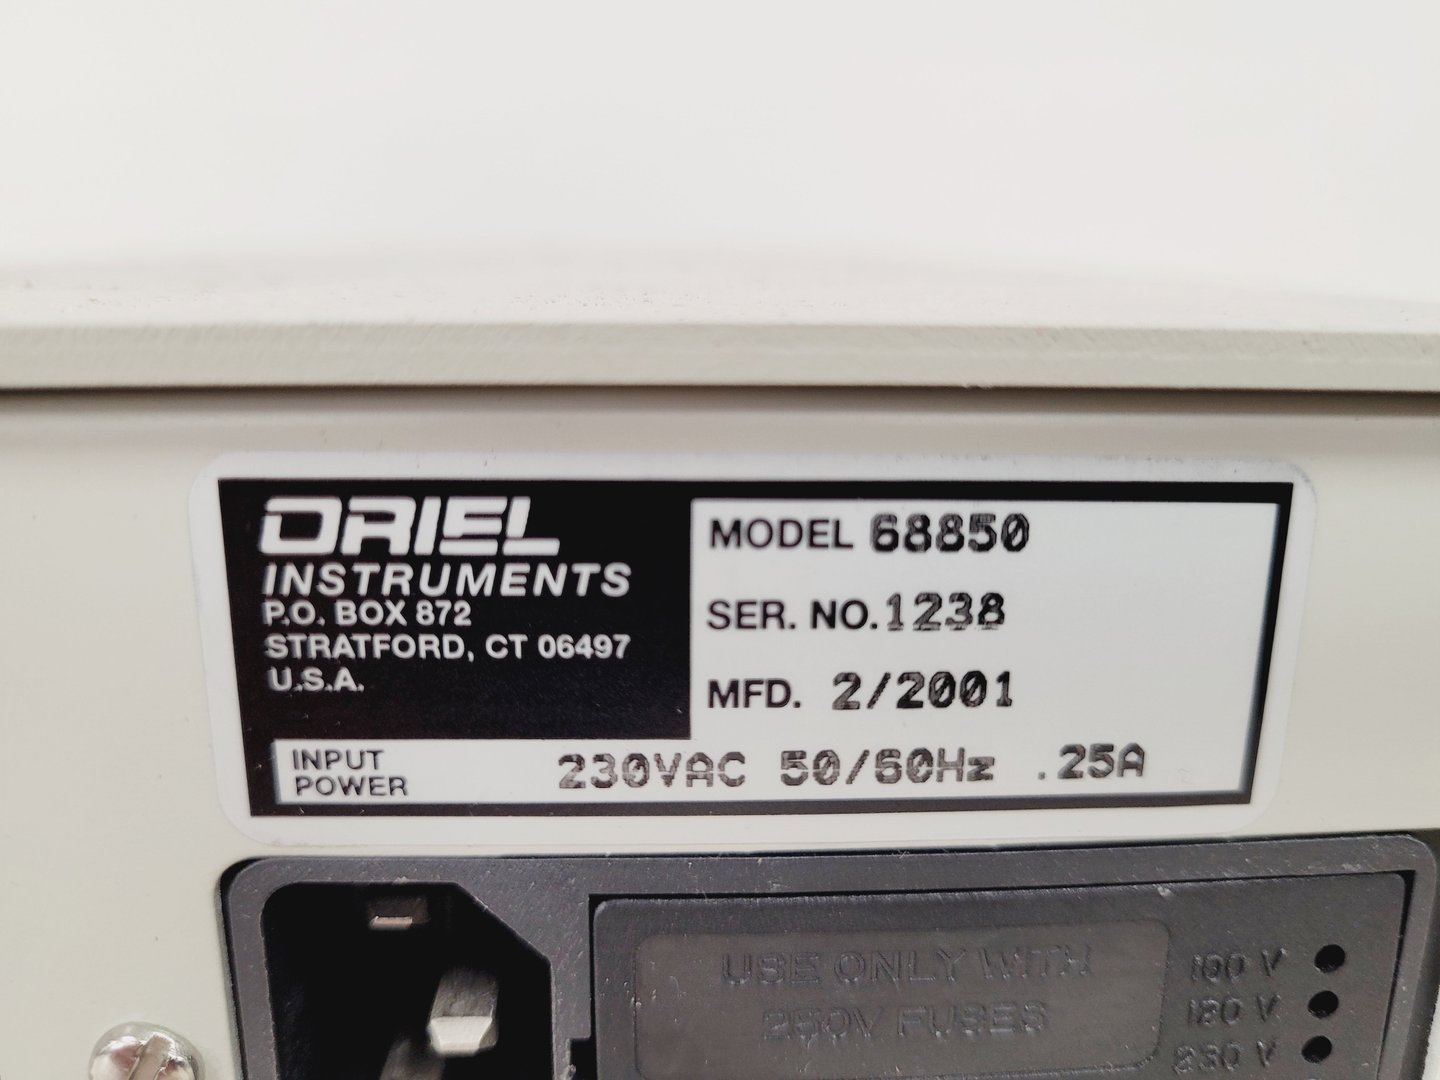 ORIEL
INSTRUMENTS
P.O. BOX 872
STRATFORD, CT 06497
U.S.A.
MODEL 68850
SER. NO. 1238
MFD. 2/2001
INPUT
POWER
230VAC 50/60Hz .25A
USE ONLY WITH
250V FUSES
100 V
120 V
230 V